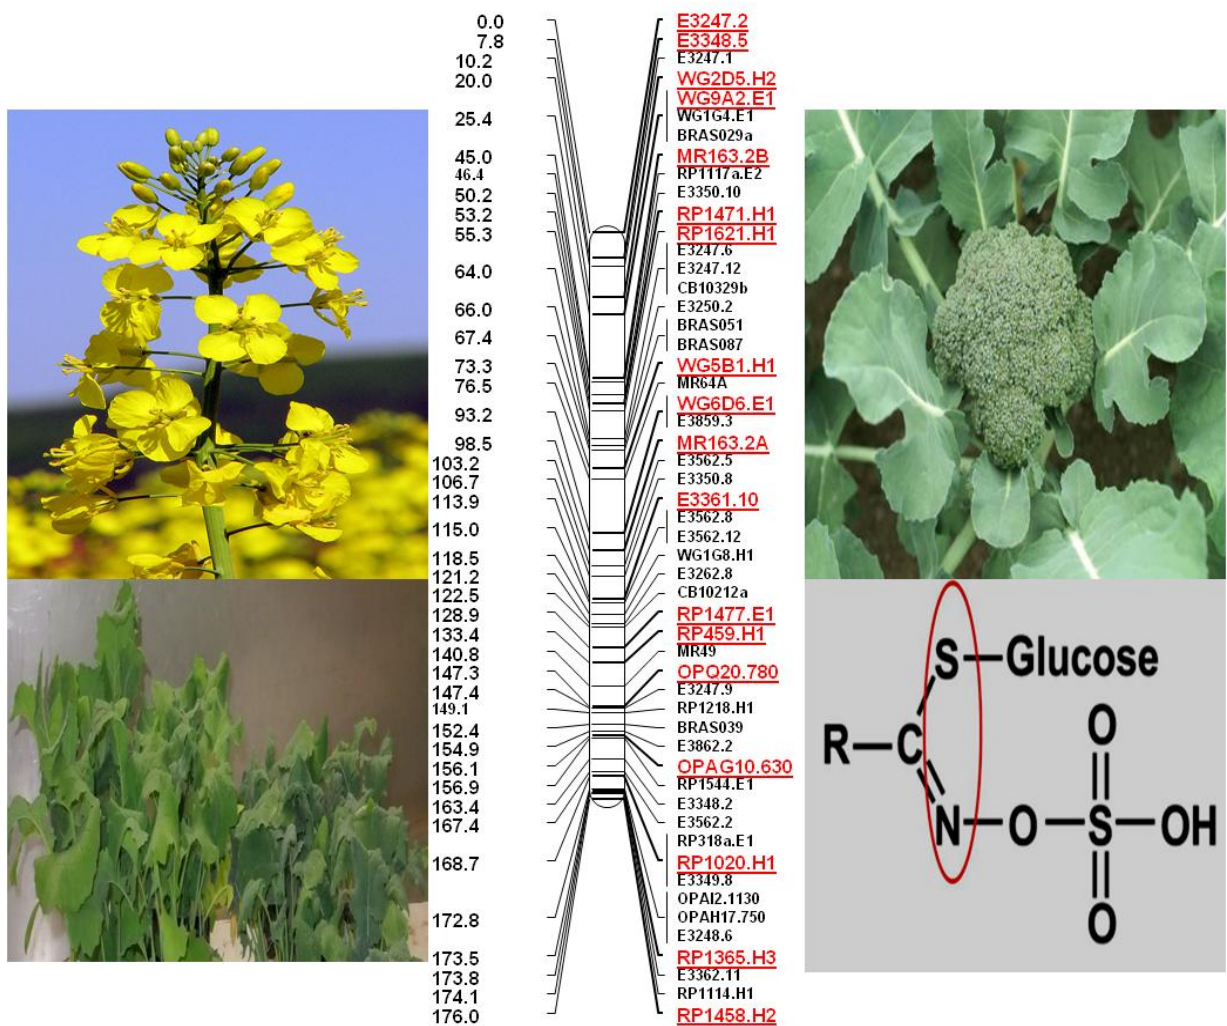 0.0 E3247.2
7.8 E3348.5
10.2 E3247.1
20.0 WG2D5.H2
WG9A2.E1
25.4 WG1G4.E1
BRAS029a
45.0 MR163.2B
46.4 RP1117a.E2
50.2 E3350.10
53.2 RP1471.H1
55.3 RP1621.H1
E3247.6
64.0 E3247.12
CB10329b
66.0 E3250.2
BRAS051
67.4 BRAS087
73.3 WG5B1.H1
76.5 MR64A
WG6D6.E1
93.2 E3859.3
98.5 MR163.2A
103.2 E3562.5
106.7 E3350.8
113.9 E3361.10
E3562.8
115.0 E3562.12
118.5 WG1G8.H1
121.2 E3262.8
122.5 CB10212a
128.9 RP1477.E1
133.4 RP459.H1
140.8 MR49
147.3 OPQ20.780
147.4 E3247.9
149.1 RP1218.H1
152.4 BRAS039
154.9 E3862.2
156.1 OPAG10.630
156.9 RP1544.E1
163.4 E3348.2
167.4 E3562.2
RP318a.E1
168.7 RP1020.H1
E3349.8
OPAI2.1130
172.8 OPAH17.750
E3248.6
173.5 RP1365.H3
173.8 E3362.11
174.1 RP1114.H1
176.0 RP1458.H2
S—Glucose
O
R—C
N—O—S—OH
O